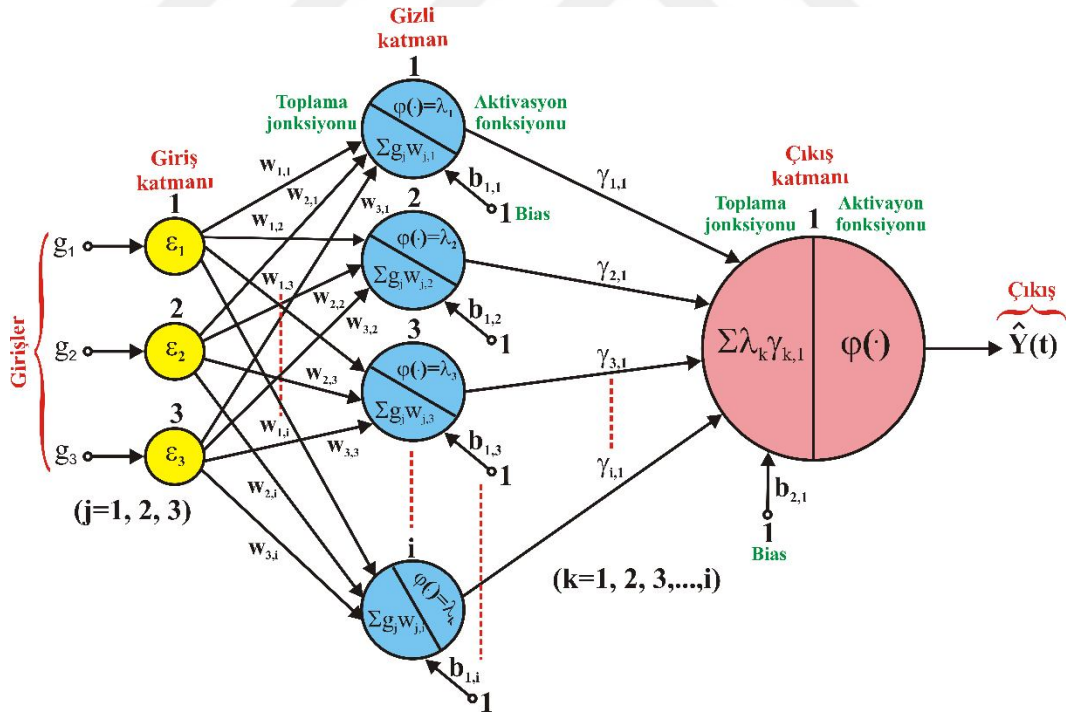 Gizli
katman
1
Toplama
jonksiyonu
φ(·)=λ₁
Σgⱼwⱼ,₁
Aktivasyon
fonksiyonu
Giriş
katmanı
1
w₁,₁
w₂,₁
w₁,₂
w₃,₁
b₁,₁
1 Bias
γ₁,₁
Çıkış
katmanı
Toplama
jonksiyonu
1
Aktivayon
fonksiyonu
Girişler
g₁
ε₁
2
φ(·)=λ₂
Σgⱼwⱼ,₂
w₁,₃
w₂,₂
w₃,₂
b₁,₂
1
γ₂,₁
2
g₂
ε₂
3
φ(·)=λ₃
Σgⱼwⱼ,₃
w₂,₃
γ₃,₁
Σλₖγₖ,₁
φ(·)
Çıkış
Ŷ(t)
3
g₃
ε₃
w₁,ᵢ
w₃,₃
b₁,₃
1
γᵢ,₁
(j=1, 2, 3)
w₂,ᵢ
w₃,ᵢ
b₂,₁
1
Bias
i
φ(·)=λₖ
Σgⱼwⱼ,ᵢ
(k=1, 2, 3,...,i)
b₁,ᵢ
1